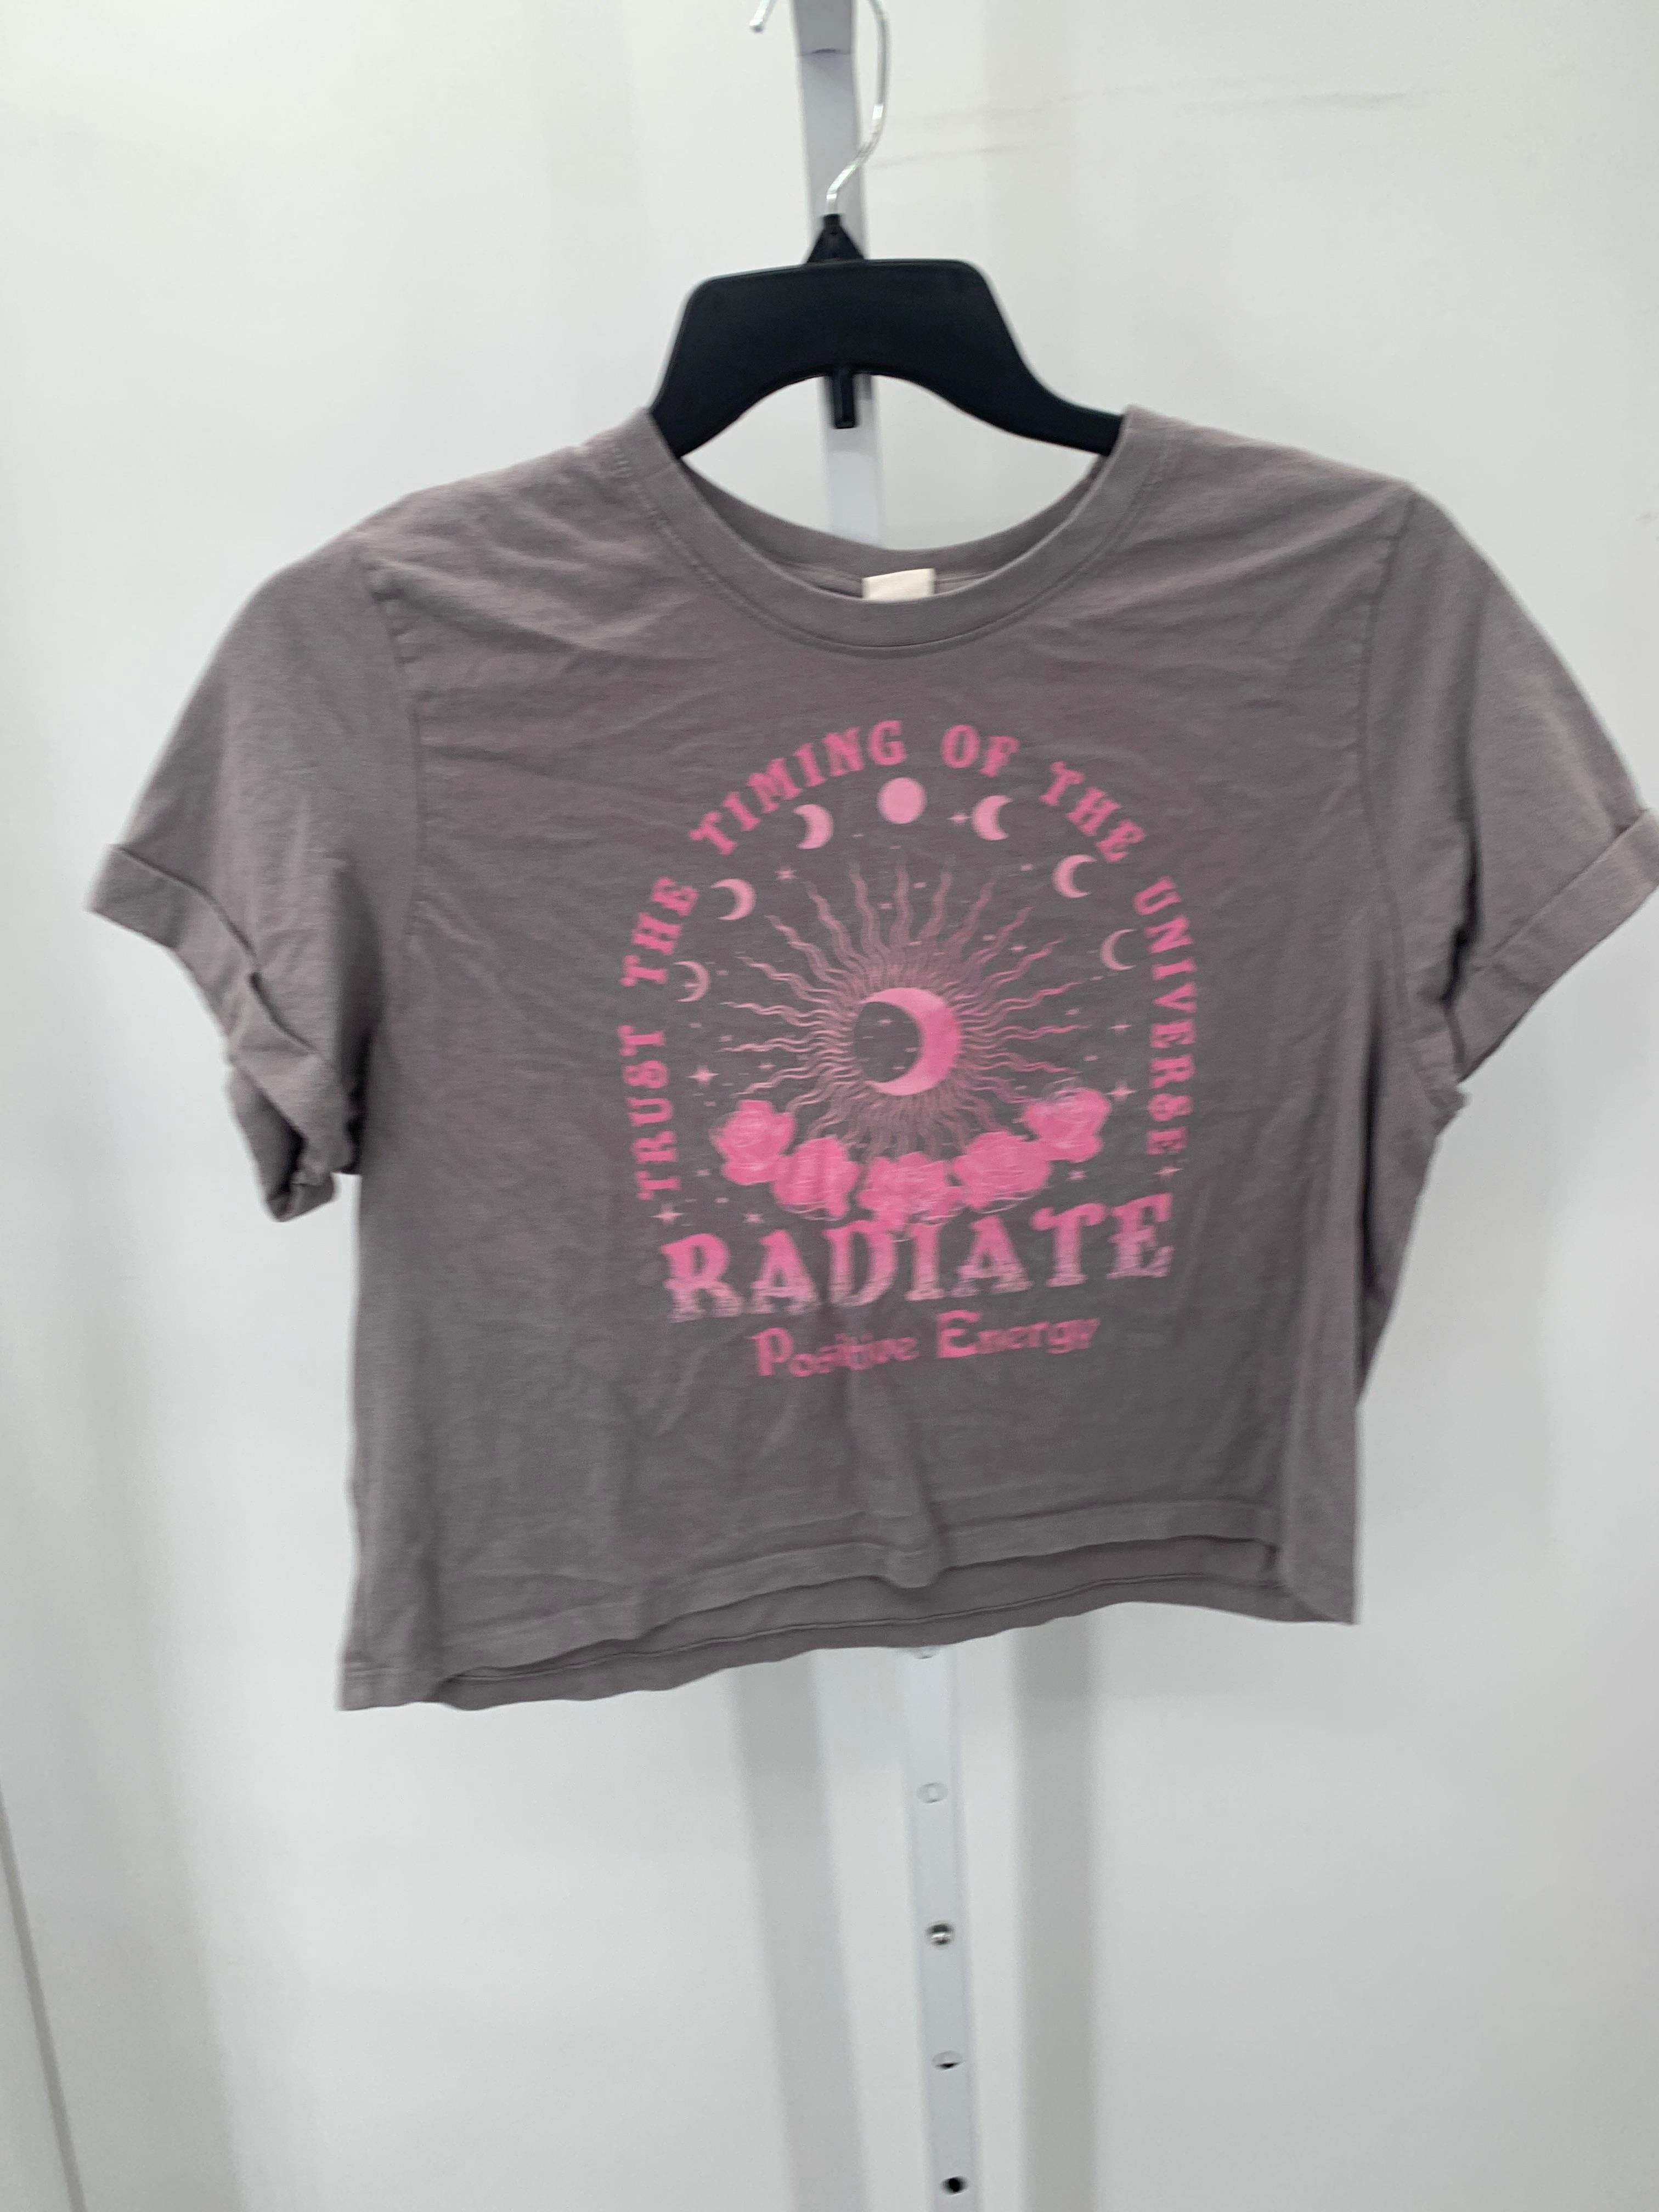 TRUST THE TIMING OF THE UNIVERSE
RADIATE
Positive Energy